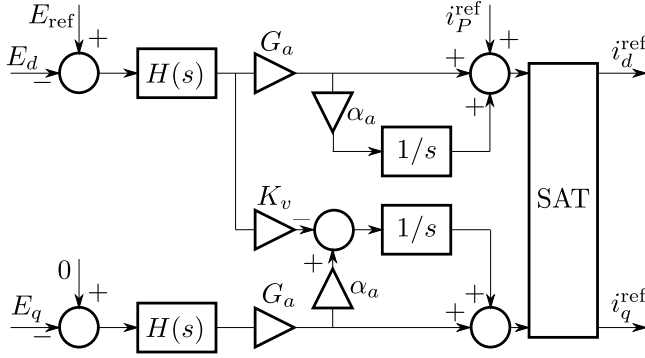 E_ref
+
E_d
−
H(s)
G_a
α_a
1/s
i_P^ref
+
+
+
i_d^ref
SAT
K_v
−
1/s
+
α_a
0
+
E_q
−
H(s)
G_a
+
+
i_q^ref